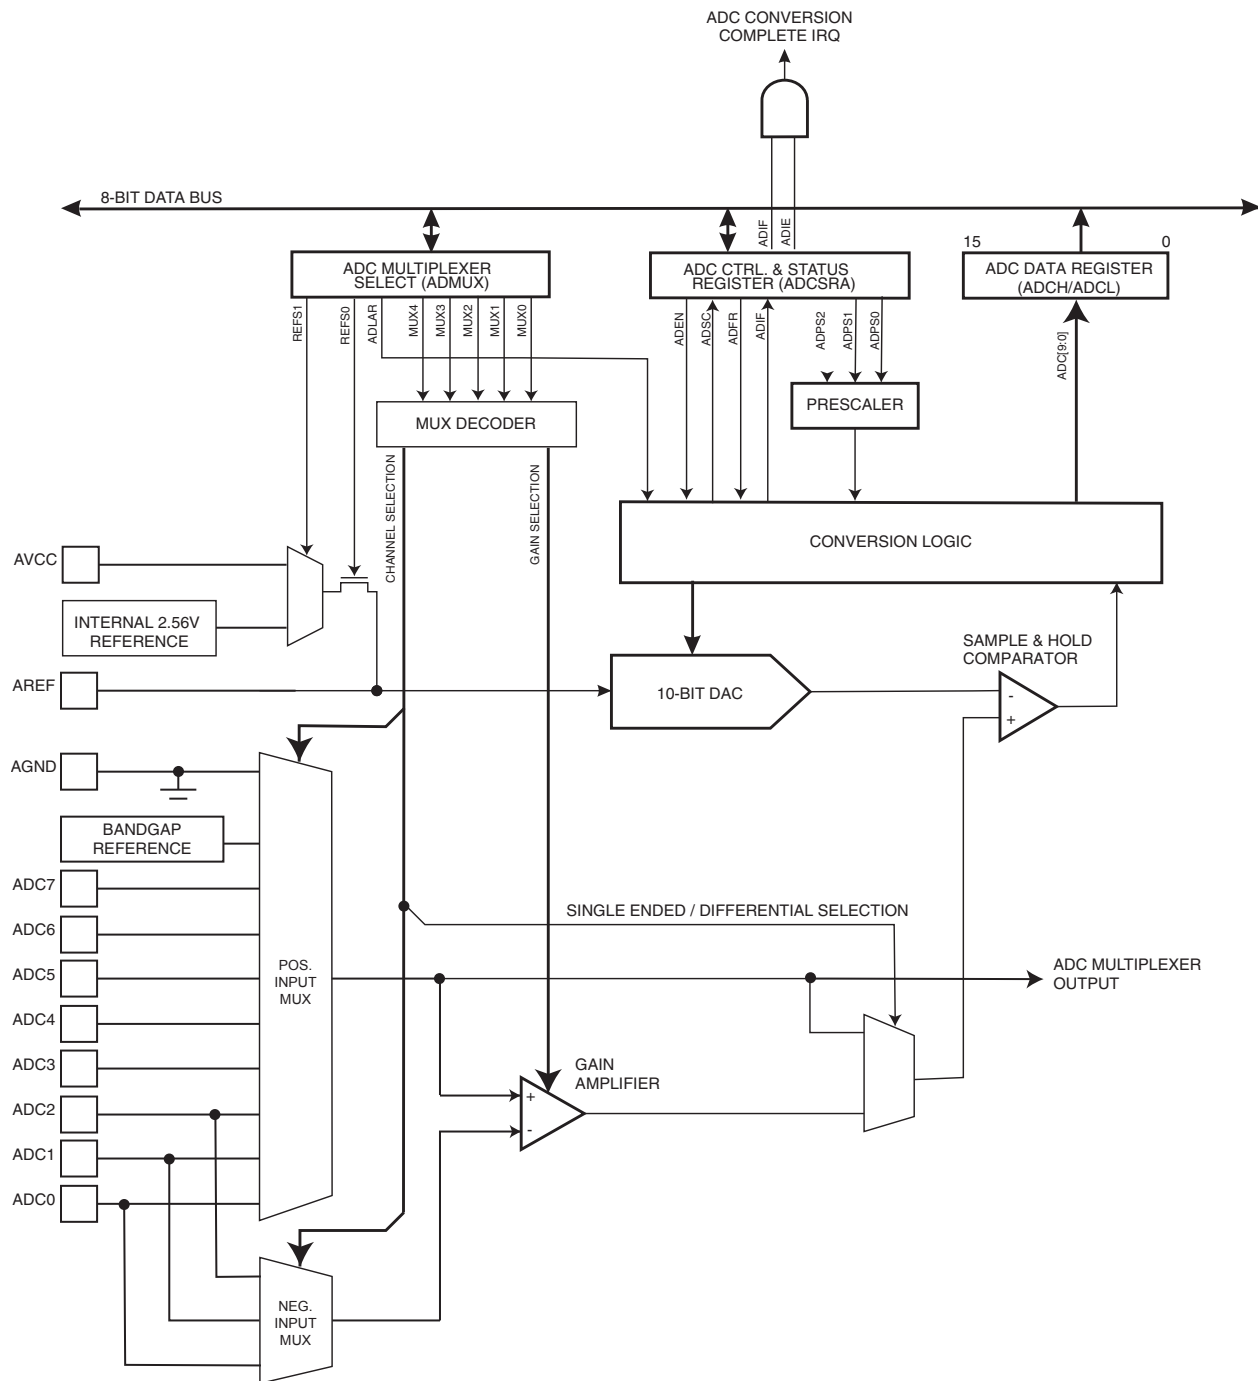 ADC CONVERSION
COMPLETE IRQ
8-BIT DATA BUS
ADIF
ADIE
15
0
ADC MULTIPLEXER
SELECT (ADMUX)
ADC CTRL. & STATUS
REGISTER (ADCSRA)
ADC DATA REGISTER
(ADCH/ADCL)
REFS1
REFS0
ADLAR
MUX4
MUX3
MUX2
MUX1
MUX0
ADEN
ADSC
ADFR
ADIF
ADPS2
ADPS1
ADPS0
ADC[9:0]
PRESCALER
MUX DECODER
CHANNEL SELECTION
GAIN SELECTION
CONVERSION LOGIC
AVCC
INTERNAL 2.56V
REFERENCE
SAMPLE & HOLD
COMPARATOR
AREF
10-BIT DAC
-
+
AGND
BANDGAP
REFERENCE
ADC7
SINGLE ENDED / DIFFERENTIAL SELECTION
ADC6
ADC5
POS.
INPUT
MUX
ADC MULTIPLEXER
OUTPUT
ADC4
ADC3
GAIN
AMPLIFIER
+
-
ADC2
ADC1
ADC0
NEG.
INPUT
MUX